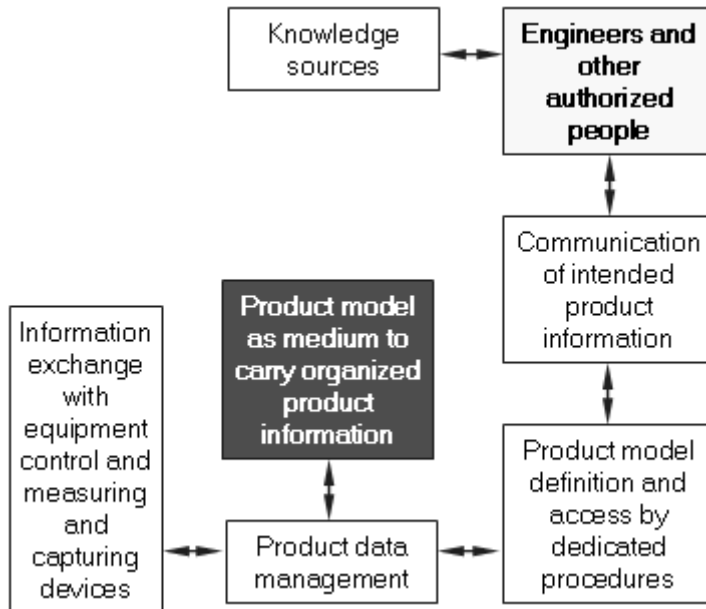 Knowledge
sources
Engineers and
other
authorized
people
Communication
of intended
product
information
Product model
as medium to
carry organized
product
information
Information
exchange
with
equipment
control and
measuring
and
capturing
devices
Product data
management
Product model
definition and
access by
dedicated
procedures